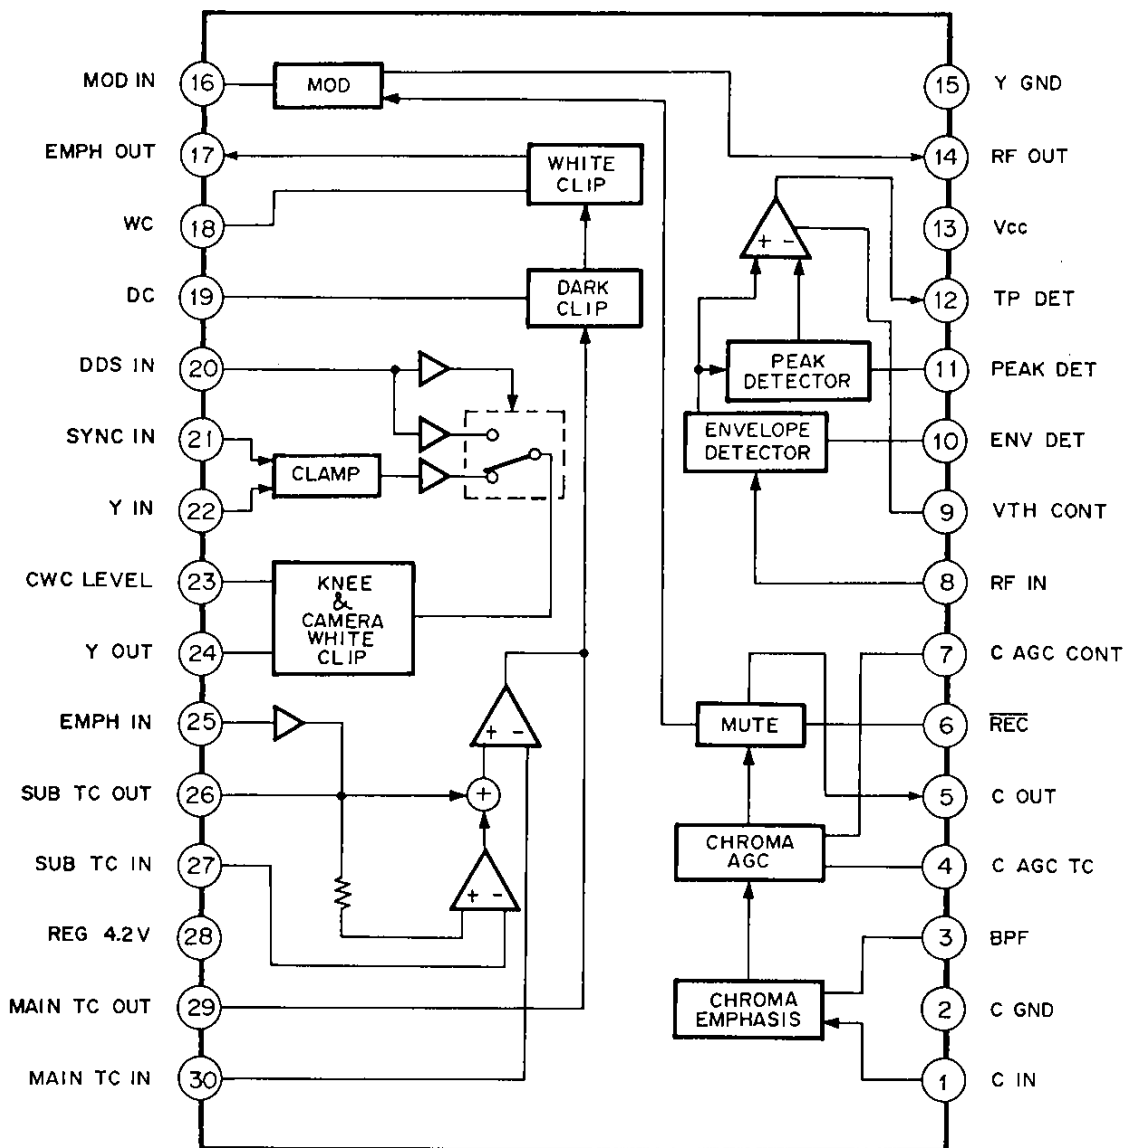 MOD IN 16
MOD
15 Y GND
EMPH OUT 17
WHITE
CLIP
14 RF OUT
WC 18
+ -
13 Vcc
DC 19
DARK
CLIP
12 TP DET
DDS IN 20
PEAK
DETECTOR
11 PEAK DET
SYNC IN 21
ENVELOPE
DETECTOR
10 ENV DET
CLAMP
Y IN 22
9 VTH CONT
CWC LEVEL 23
KNEE
&
CAMERA
WHITE
CLIP
8 RF IN
Y OUT 24
7 C AGC CONT
EMPH IN 25
+ -
MUTE
6 R̅E̅C̅
SUB TC OUT 26
+
5 C OUT
SUB TC IN 27
+ -
CHROMA
AGC
4 C AGC TC
REG 4.2V 28
3 BPF
MAIN TC OUT 29
CHROMA
EMPHASIS
2 C GND
MAIN TC IN 30
1 C IN